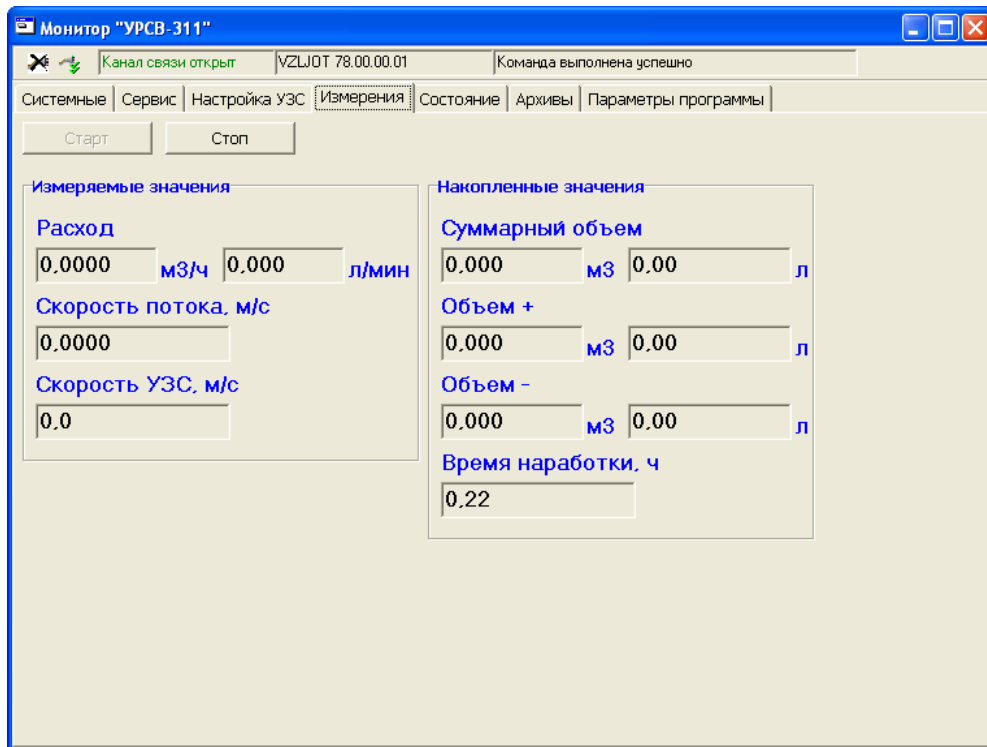 Монитор "УРСВ-311"
Канал связи открыт VZLJOT 78.00.00.01 Команда выполнена успешно
Системные Сервис Настройка УЗС Измерения Состояние Архивы Параметры программы
Старт Стоп
Измеряемые значения
Расход
0,0000 м3/ч 0,000 л/мин
Скорость потока, м/с
0,0000
Скорость УЗС, м/с
0,0
Накопленные значения
Суммарный объем
0,000 м3 0,00 л
Объем +
0,000 м3 0,00 л
Объем -
0,000 м3 0,00 л
Время наработки, ч
0,22